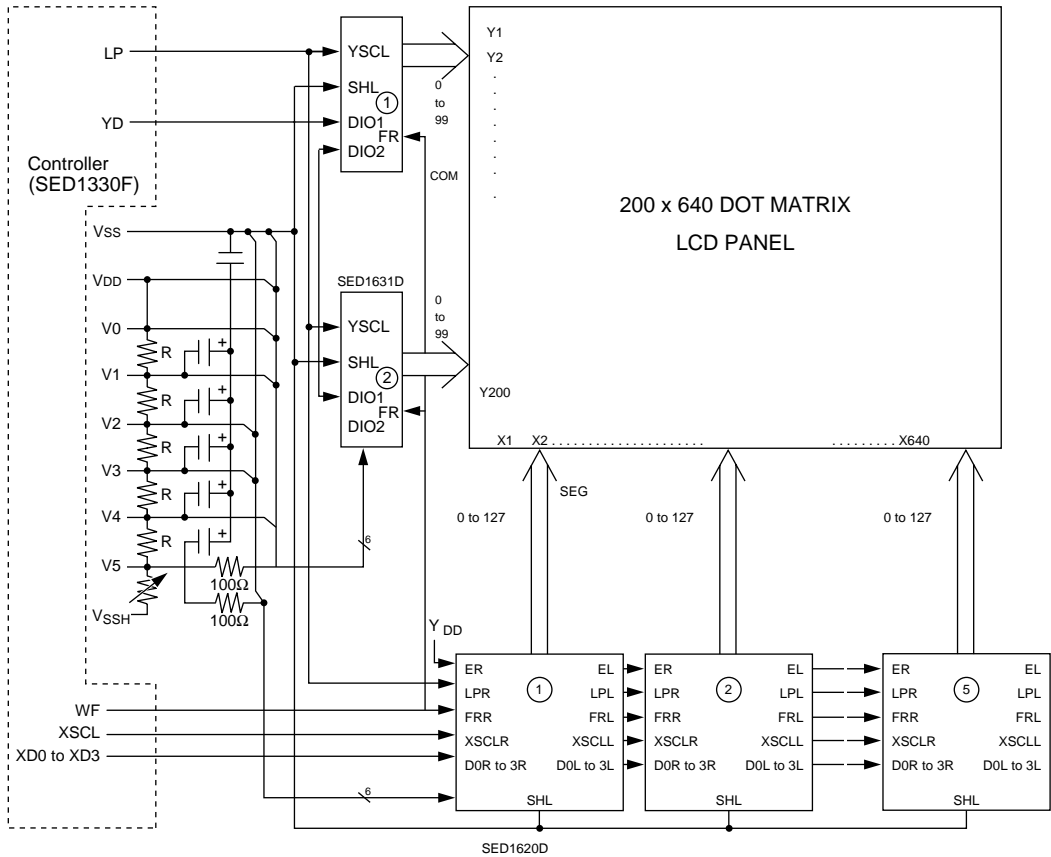 LP
YD
Controller
(SED1330F)
VSS
VDD
V0
R
V1
R
V2
R
V3
R
V4
R
V5
VSSH
100Ω
100Ω
WF
XSCL
XD0 to XD3
YSCL
SHL
1
DIO1
FR
DIO2
0
to
99
COM
SED1631D
YSCL
SHL
2
DIO1
FR
DIO2
0
to
99
6
+
+
+
+
+
Y1
Y2
.
.
.
.
.
.
.
.
200 x 640 DOT MATRIX
LCD PANEL
Y200
X1 X2 . . . . . . . . . . . . . . . . . . . . . . . . . . . . . . . X640
SEG
0 to 127
0 to 127
0 to 127
YDD
6
ER EL
LPR 1 LPL
FRR FRL
XSCLR XSCLL
D0R to 3R D0L to 3L
SHL
ER EL
LPR 2 LPL
FRR FRL
XSCLR XSCLL
D0R to 3R D0L to 3L
SHL
ER EL
LPR 5 LPL
FRR FRL
XSCLR XSCLL
D0R to 3R D0L to 3L
SHL
SED1620D